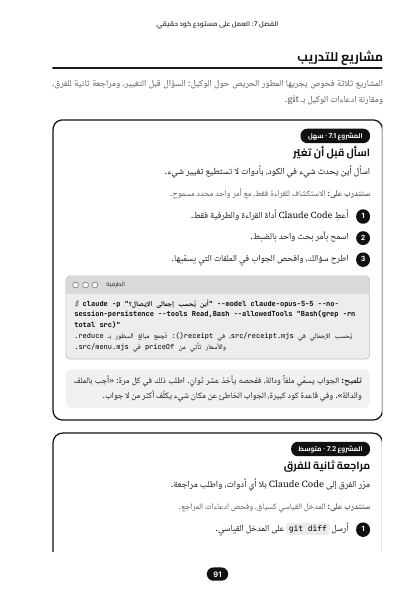 الفصل 7: العمل على مستودع كود حقيقي
مشاريع للتدريب
المشاريع ثلاثة فحوص يجريها المطور الحريص حول الوكيل: السؤال قبل التغيير، ومراجعة ثانية للفرق،
ومقارنة ادعاءات الوكيل بـ git.
المشروع 7.1 · سهل
اسأل قبل أن تغيّر
اسأل أين يحدث شيء في الكود، بأدوات لا تستطيع تغيير شيء.
ستتدرب على: الاستكشاف للقراءة فقط، مع أمر واحد محدد مسموح.
1 أعطِ Claude Code أداة القراءة والطرفية فقط.
2 اسمح بأمر بحث واحد بالضبط.
3 اطرح سؤالك، وافحص الجواب في الملفات التي يسمّيها.
الطرفية
$ claude -p "أين يُحسب إجمالي الإيصال؟" --model claude-opus-5-5 --no-
session-persistence --tools Read,Bash --allowedTools "Bash(grep -rn
total src)"
يُحسب الإجمالي في src/receipt.mjs، في receipt(): تُجمع مبالغ السطور بـ reduce.
والأسعار تأتي من priceOf في src/menu.mjs.
تلميح: الجواب يسمّي ملفاً ودالة، ففحصه يأخذ عشر ثوانٍ. اطلب ذلك في كل مرة: «أجب بالملف
والدالة». وفي قاعدة كود كبيرة، الجواب الخاطئ عن مكان شيء يكلّف أكثر من لا جواب.
المشروع 7.2 · متوسط
مراجعة ثانية للفرق
مرّر الفرق إلى Claude Code بلا أي أدوات، واطلب مراجعة.
ستتدرب على: المدخل القياسي كسياق، وفحص ادعاءات المراجع.
1 أرسل git diff على المدخل القياسي.
91